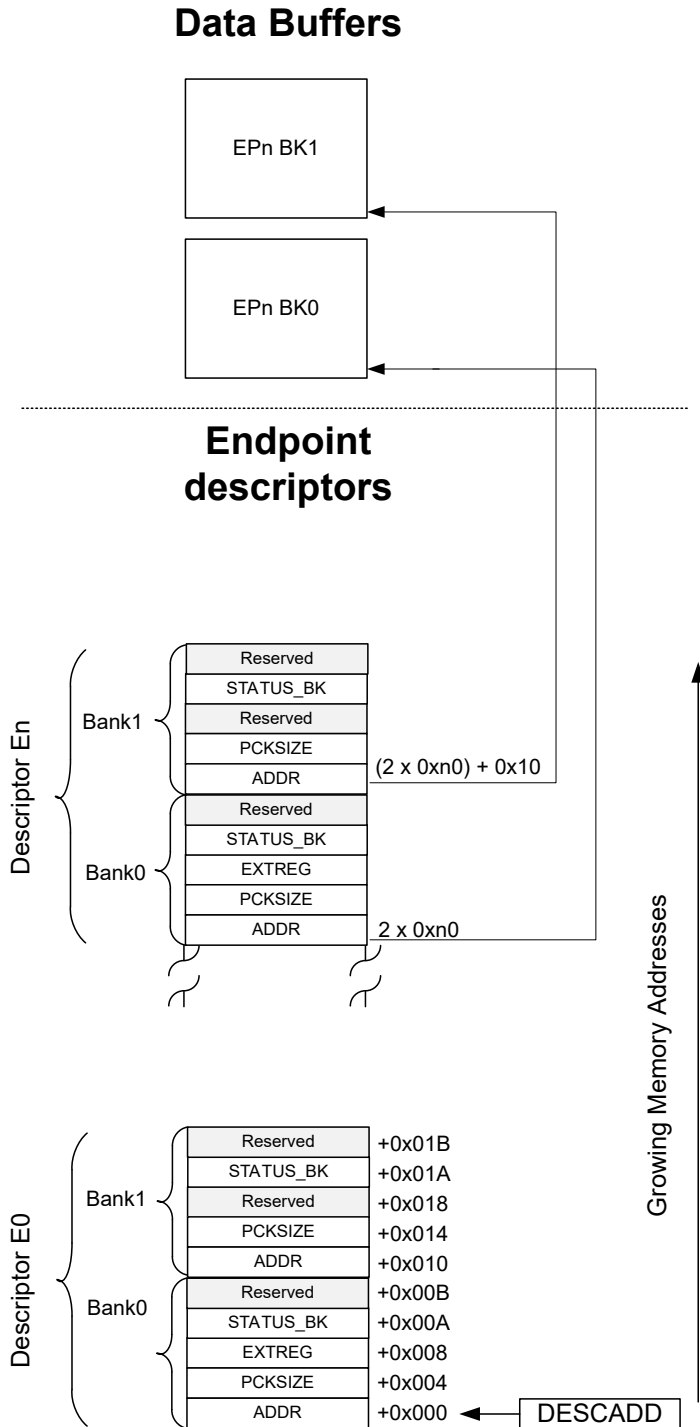 Data Buffers
EPn BK1
EPn BK0
Endpoint
descriptors
Descriptor En
Bank1
Reserved
STATUS_BK
Reserved
PCKSIZE
ADDR
(2 x 0xn0) + 0x10
Bank0
Reserved
STATUS_BK
EXTREG
PCKSIZE
ADDR
2 x 0xn0
Growing Memory Addresses
Descriptor E0
Bank1
Reserved +0x01B
STATUS_BK +0x01A
Reserved +0x018
PCKSIZE +0x014
ADDR +0x010
Bank0
Reserved +0x00B
STATUS_BK +0x00A
EXTREG +0x008
PCKSIZE +0x004
ADDR +0x000
DESCADD